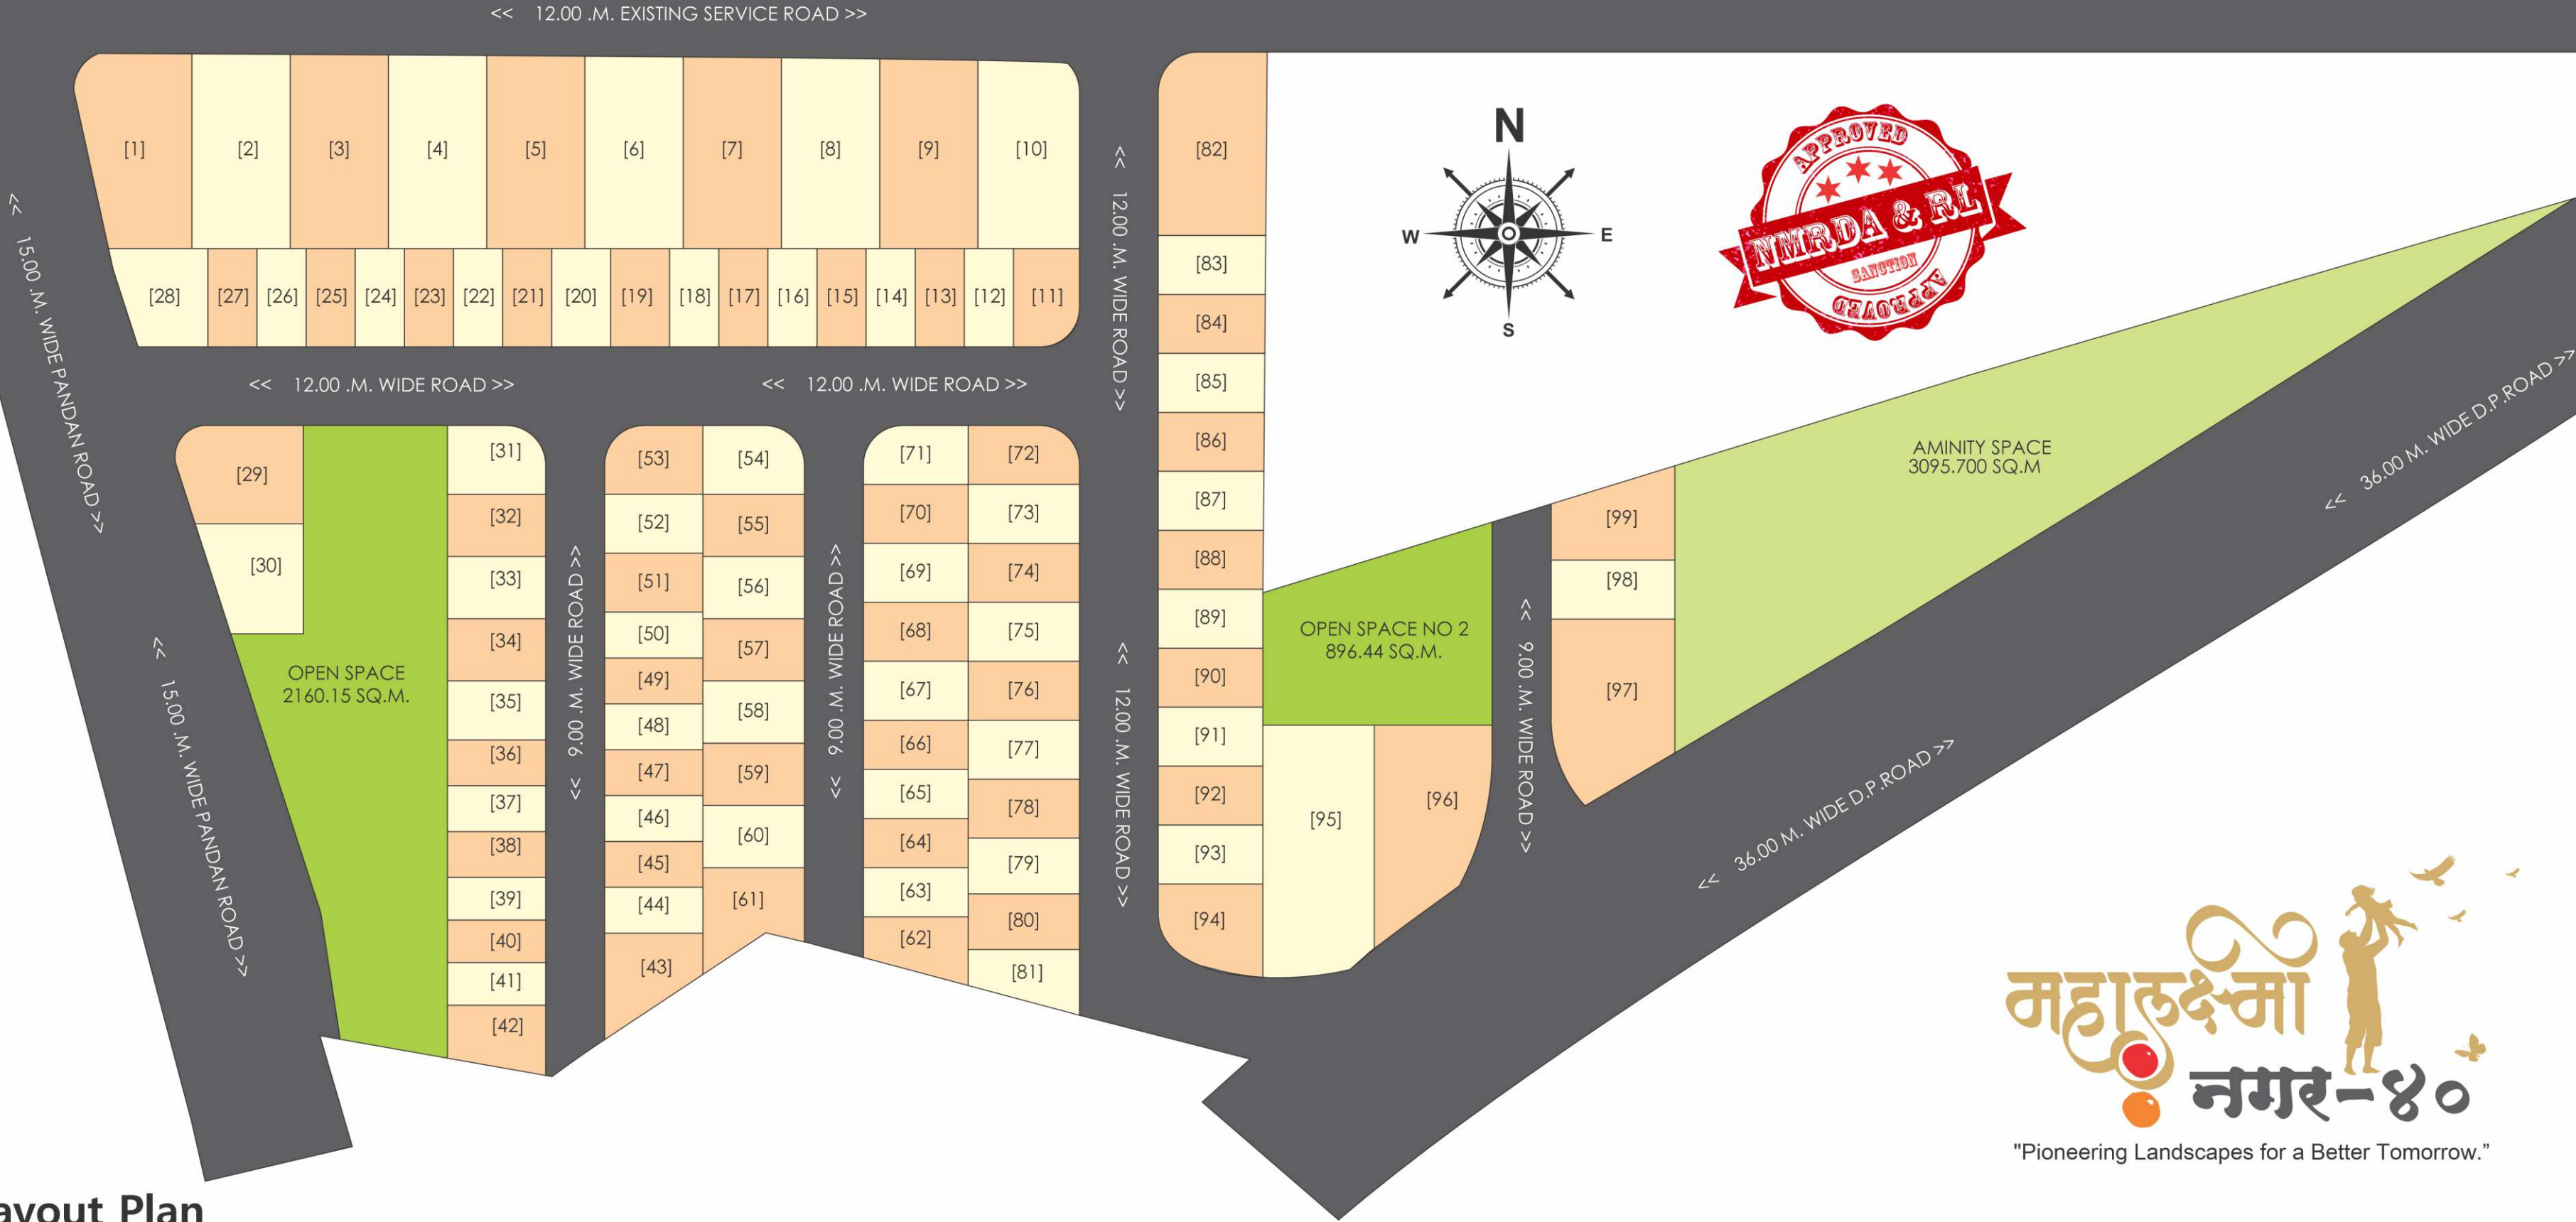 << 12.00 .M. EXISTING SERVICE ROAD >>
[1] [2] [3] [4] [5] [6] [7] [8] [9] [10]
[28] [27] [26] [25] [24] [23] [22] [21] [20] [19] [18] [17] [16] [15] [14] [13] [12] [11]
<< 12.00 .M. WIDE ROAD >>
<< 12.00 .M. WIDE ROAD >>
<< 15.00 .M. WIDE PANDAN ROAD >>
<< 15.00 .M. WIDE PANDAN ROAD >>
[29]
[30]
OPEN SPACE
2160.15 SQ.M.
[31]
[32]
[33]
[34]
[35]
[36]
[37]
[38]
[39]
[40]
[41]
[42]
<< 9.00 .M. WIDE ROAD >>
[53]
[52]
[51]
[50]
[49]
[48]
[47]
[46]
[45]
[44]
[43]
[54]
[55]
[56]
[57]
[58]
[59]
[60]
[61]
<< 9.00 .M. WIDE ROAD >>
[71]
[70]
[69]
[68]
[67]
[66]
[65]
[64]
[63]
[62]
[72]
[73]
[74]
[75]
[76]
[77]
[78]
[79]
[80]
[81]
<< 12.00 .M. WIDE ROAD >>
<< 12.00 .M. WIDE ROAD >>
[82]
[83]
[84]
[85]
[86]
[87]
[88]
[89]
[90]
[91]
[92]
[93]
[94]
OPEN SPACE NO 2
896.44 SQ.M.
[95]
[96]
<< 9.00 .M. WIDE ROAD >>
[99]
[98]
[97]
AMINITY SPACE
3095.700 SQ.M
<< 36.00 M. WIDE D.P.ROAD >>
<< 36.00 M. WIDE D.P.ROAD >>
N
W
E
S
APPROVED
NMRDA & RL
SANCTION
APPROVED
महालक्ष्मी
नगर-४०
"Pioneering Landscapes for a Better Tomorrow.”
ayout Plan